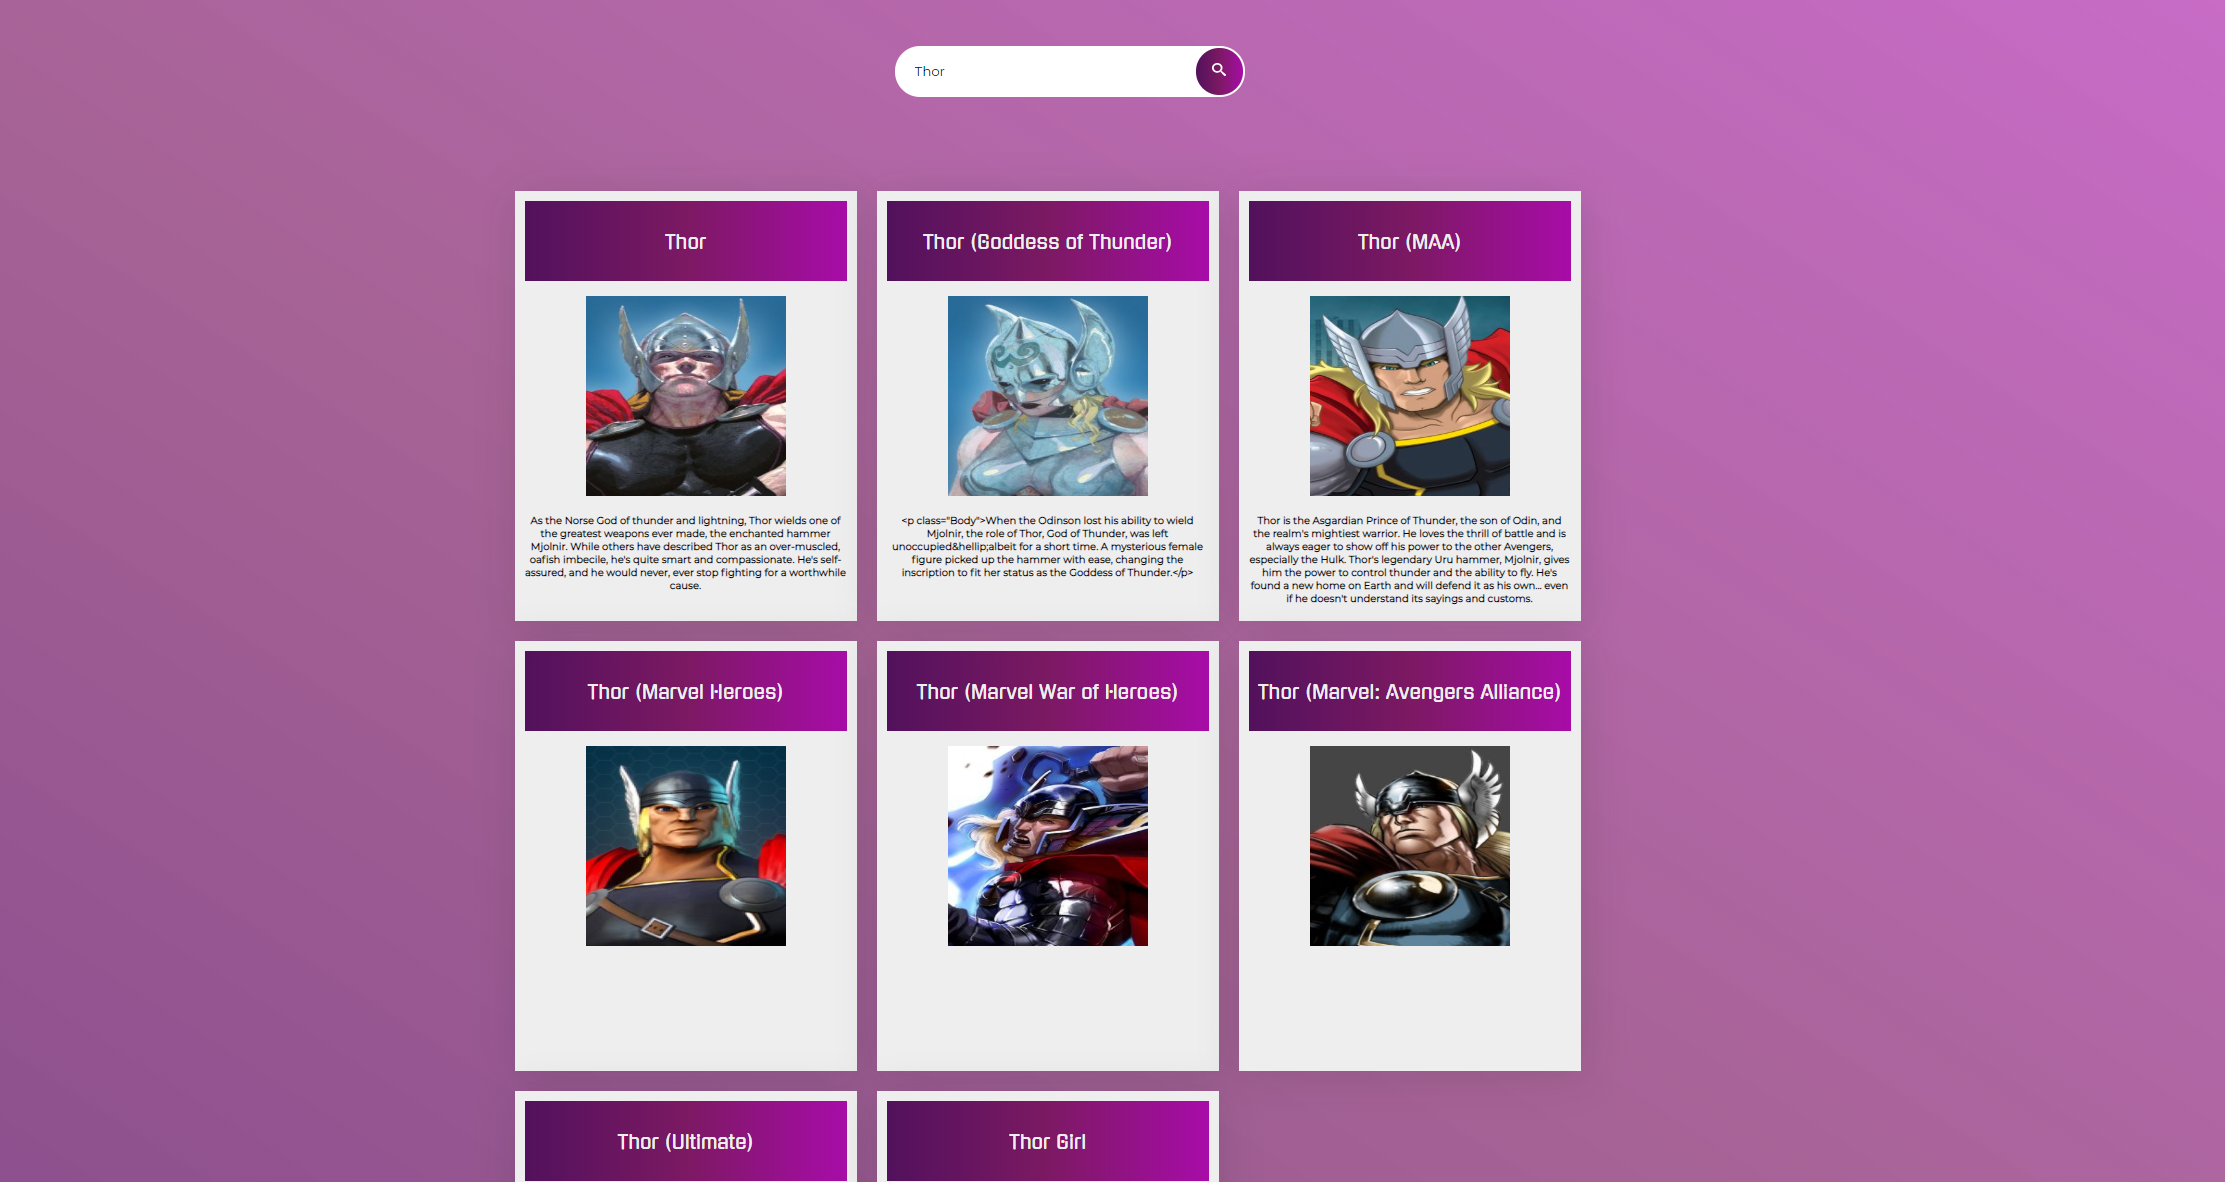 Thor
Thor
Thor (Goddess of Thunder)
Thor (MAA)
As the Norse God of thunder and lightning, Thor wields one of
the greatest weapons ever made, the enchanted hammer
Mjolnir. While others have described Thor as an over-muscled,
oafish imbecile, he's quite smart and compassionate. He's self-
assured, and he would never, ever stop fighting for a worthwhile
cause.
<p class="Body">When the Odinson lost his ability to wield
Mjolnir, the role of Thor, God of Thunder, was left
unoccupied&hellip;albeit for a short time. A mysterious female
figure picked up the hammer with ease, changing the
inscription to fit her status as the Goddess of Thunder.</p>
Thor is the Asgardian Prince of Thunder, the son of Odin, and
the realm's mightiest warrior. He loves the thrill of battle and is
always eager to show off his power to the other Avengers,
especially the Hulk. Thor's legendary Uru hammer, Mjolnir, gives
him the power to control thunder and the ability to fly. He's
found a new home on Earth and will defend it as his own... even
if he doesn't understand its sayings and customs.
Thor (Marvel Heroes)
Thor (Marvel War of Heroes)
Thor (Marvel: Avengers Alliance)
Thor (Ultimate)
Thor Girl